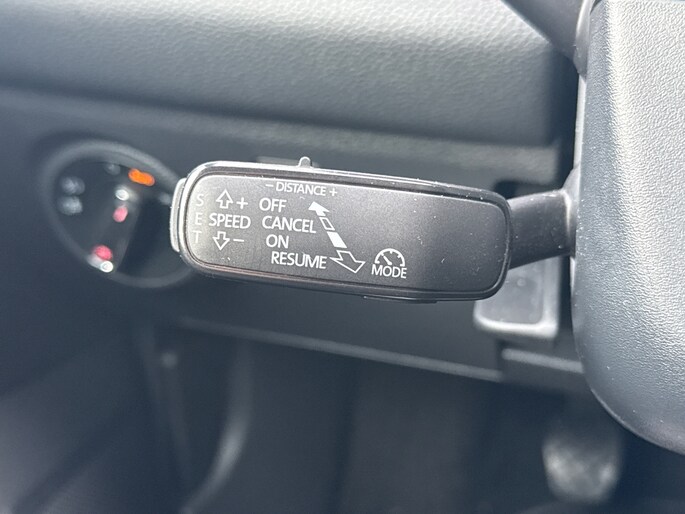 - DISTANCE +
S
E
T
+
SPEED
-
OFF
CANCEL
ON
RESUME
MODE